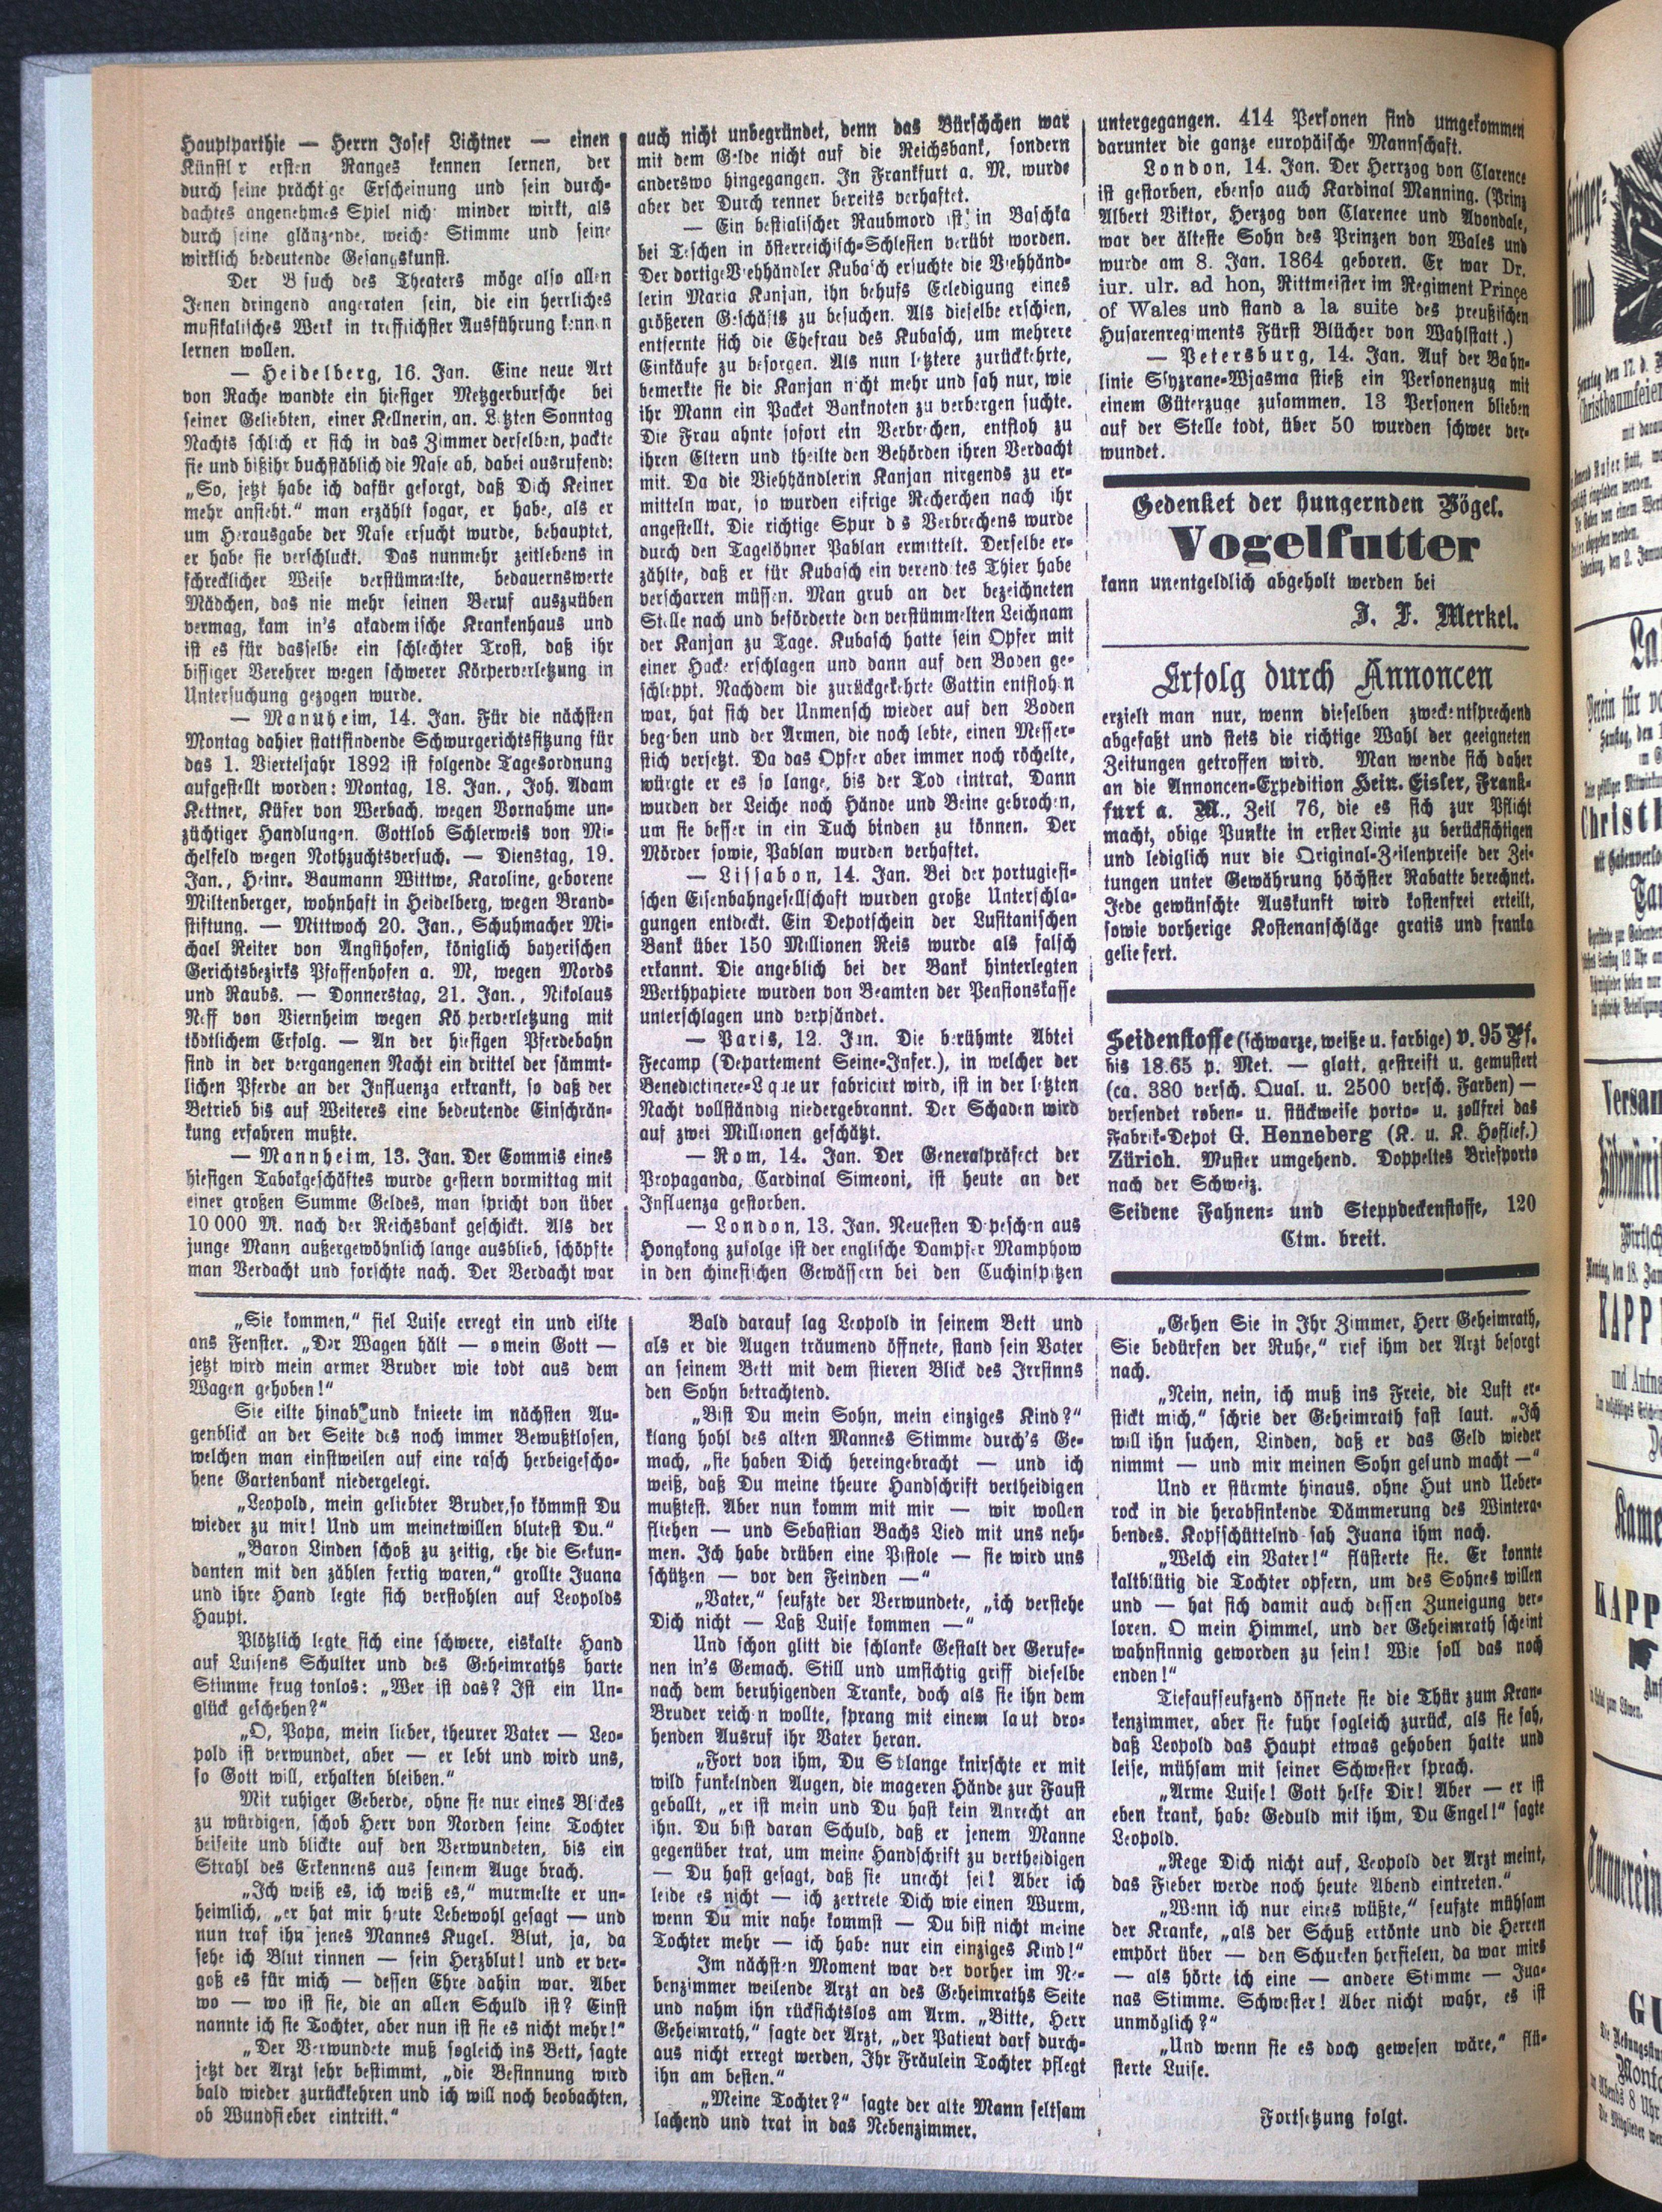 Hauptparthie — Herrn Josef Lichtner — einen
Künstl r ersten Ranges kennen lernen, der
durch seine prächt ge Erscheinung und sein durch-
dachtes angenehmes Spiel nich: minder wirkt, als
durch seine glänzende, weiche Stimme und seine
wirklich bedeutende Gesangskunst.
Der B such des Theaters möge also allen
Jenen dringend angeraten sein, die ein herrliches
musikalisches Werk in trefflichster Ausführung kennen
lernen wollen.
— Heidelberg, 16. Jan. Eine neue Art
von Rache wandte ein hiesiger Metzgerbursche bei
seiner Geliebten, einer Kellnerin, an. Letzten Sonntag
Nachts schlich er sich in das Zimmer derselben, packte
sie und biß ihr buchstäblich die Nase ab, dabei ausrufend:
„So, jetzt habe ich dafür gesorgt, daß Dich Keiner
mehr ansieht.“ man erzählt sogar, er habe, als er
um Herausgabe der Nase ersucht wurde, behauptet,
er habe sie verschluckt. Das nunmehr zeitlebens in
schrecklicher Weise verstümmelte, bedauernswerte
Mädchen, das nie mehr seinen Beruf auszuüben
vermag, kam in's akademische Krankenhaus und
ist es für dasselbe ein schlechter Trost, daß ihr
bissiger Verehrer wegen schwerer Körperverletzung in
Untersuchung gezogen wurde.
— Manuheim, 14. Jan. Für die nächsten
Montag dahier stattfindende Schwurgerichtssitzung für
das 1. Vierteljahr 1892 ist folgende Tagesordnung
aufgestellt worden: Montag, 18. Jan., Joh. Adam
Kettner, Küfer von Werbach, wegen Vornahme un-
züchtiger Handlungen. Gottlob Schlerweis von Mi-
chelfeld wegen Nothzuchtsversuch. — Dienstag, 19.
Jan., Heinr. Baumann Wittwe, Karoline, geborene
Miltenberger, wohnhaft in Heidelberg, wegen Brand-
stiftung. — Mittwoch 20. Jan., Schuhmacher Mi-
chael Reiter von Angsthofen, königlich bayerischen
Gerichtsbezirks Pfaffenhofen a. M, wegen Mords
und Raubs. — Donnerstag, 21. Jan., Nikolaus
Neff von Viernheim wegen Kö perverletzung mit
tödtlichem Erfolg. — An der hiesigen Pferdebahn
sind in der vergangenen Nacht ein drittel der sämmt-
lichen Pferde an der Influenza erkrankt, so daß der
Betrieb bis auf Weiteres eine bedeutende Einschrän-
kung erfahren mußte.
— Mannheim, 13. Jan. Der Commis eines
hiesigen Tabakgeschäftes wurde gestern vormittag mit
einer großen Summe Geldes, man spricht von über
10 000 M. nach der Reichsbank geschickt. Als der
junge Mann außergewöhnlich lange ausblieb, schöpfte
man Verdacht und forschte nach. Der Verdacht war
auch nicht unbegründet, denn das Bürschchen war
mit dem Gelde nicht auf die Reichsbank, sondern
anderswo hingegangen. In Frankfurt a. M. wurde
aber der Durch renner bereits verhaftet.
— Ein bestialischer Raubmord ist in Baschka
bei Teschen in österreichisch-Schlesien verübt worden.
Der dortige Viehhändler Kubasch ersuchte die Viehhänd-
lerin Maria Kanjan, ihn behufs Erledigung eines
größeren Geschäfts zu besuchen. Als dieselbe erschien,
entfernte sich die Ehefrau des Kubasch, um mehrere
Einkäufe zu besorgen. Als nun letztere zurückkehrte,
bemerkte sie die Kanjan nicht mehr und sah nur, wie
ihr Mann ein Packet Banknoten zu verbergen suchte.
Die Frau ahnte sofort ein Verbrechen, entfloh zu
ihren Eltern und theilte den Behörden ihren Verdacht
mit. Da die Viehhändlerin Kanjan nirgends zu er-
mitteln war, so wurden eifrige Recherchen nach ihr
angestellt. Die richtige Spur d s Verbrechens wurde
durch den Tagelöhner Pablan ermittelt. Derselbe er-
zählte, daß er für Kubasch ein verendetes Thier habe
verscharren müssen. Man grub an der bezeichneten
Stelle nach und beförderte den verstümmelten Leichnam
der Kanjan zu Tage. Kubasch hatte sein Opfer mit
einer Hacke erschlagen und dann auf den Boden ge-
schleppt. Nachdem die zurückgekehrte Gattin entflohen
war, hat sich der Unmensch wieder auf den Boden
begeben und der Armen, die noch lebte, einen Messer-
stich versetzt. Da das Opfer aber immer noch röchelte,
würgte er es so lange, bis der Tod eintrat. Dann
wurden der Leiche noch Hände und Beine gebrochen,
um sie besser in ein Tuch binden zu können. Der
Mörder sowie, Pablan wurden verhaftet.
— Lissabon, 14. Jan. Bei der portugiesi-
schen Eisenbahngesellschaft wurden große Unterschla-
gungen entdeckt. Ein Depotschein der Lusitanischen
Bank über 150 Millionen Reis wurde als falsch
erkannt. Die angeblich bei der Bank hinterlegten
Werthpapiere wurden von Beamten der Pensionskasse
unterschlagen und verpfändet.
— Paris, 12. Jan. Die berühmte Abtei
Fecamp (Departement Seine-Infer.), in welcher der
Benedictinere-Lqueur fabricirt wird, ist in der letzten
Nacht vollständig niedergebrannt. Der Schaden wird
auf zwei Millionen geschätzt.
— Rom, 14. Jan. Der Generalpräfect der
Propaganda, Cardinal Simeoni, ist heute an der
Influenza gestorben.
— London, 13. Jan. Neuesten Depeschen aus
Hongkong zufolge ist der englische Dampfer Mamphow
in den chinesischen Gewässern bei den Cuchinspitzen
untergegangen. 414 Personen sind umgekommen
darunter die ganze europäische Mannschaft.
London, 14. Jan. Der Herrzog von Clarence
ist gestorben, ebenso auch Kardinal Manning. (Prinz
Albert Viktor, Herzog von Clarence und Avondale,
war der älteste Sohn des Prinzen von Wales und
wurde am 8. Jan. 1864 geboren. Er war Dr.
iur. ulr. ad hon, Rittmeister im Regiment Prince
of Wales und stand a la suite des preußischen
Husarenregiments Fürst Blücher von Wahlstatt.)
— Petersburg, 14. Jan. Auf der Bahn-
linie Ssyzrane-Wjasma stieß ein Personenzug mit
einem Güterzuge zusammen. 13 Personen blieben
auf der Stelle todt, über 50 wurden schwer ver-
wundet.
Gedenket der hungernden Vögel.
Vogelfutter
kann unentgeldlich abgeholt werden bei
J. F. Merkel.
Erfolg durch Annoncen
erzielt man nur, wenn dieselben zweckentsprechend
abgefaßt und stets die richtige Wahl der geeigneten
Zeitungen getroffen wird. Man wende sich daher
an die Annoncen-Expedition Hein. Eisler, Frank-
furt a. M., Zeil 76, die es sich zur Pflicht
macht, obige Punkte in erster Linie zu berücksichtigen
und lediglich nur die Original-Zeilenpreise der Zei-
tungen unter Gewährung höchster Rabatte berechnet.
Jede gewünschte Auskunft wird kostenfrei erteilt,
sowie vorherige Kostenanschläge gratis und franko
geliefert.
Seidenstoffe (schwarze, weiße u. farbige) v. 95 Pf.
bis 18.65 p. Met. — glatt, gestreift u. gemustert
(ca. 380 versch. Qual. u. 2500 versch. Farben) —
versendet roben- u. stückweise porto- u. zollfrei das
Fabrik-Depot G. Henneberg (K. u. K. Hoflief.)
Zürich. Muster umgehend. Doppeltes Briefporto
nach der Schweiz.
Seidene Fahnen- und Steppdeckenstoffe, 120
Ctm. breit.
„Sie kommen,“ fiel Luise erregt ein und eilte
ans Fenster. „Der Wagen hält — o mein Gott —
jetzt wird mein armer Bruder wie todt aus dem
Wagen gehoben!“
Sie eilte hinab und knieete im nächsten Au-
genblick an der Seite des noch immer Bewußtlosen,
welchen man einstweilen auf eine rasch herbeigescho-
bene Gartenbank niedergelegt.
„Leopold, mein geliebter Bruder, so kömmst Du
wieder zu mir! Und um meinetwillen blutest Du.“
„Baron Linden schoß zu zeitig, ehe die Sekun-
danten mit den zählen fertig waren,“ grollte Juana
und ihre Hand legte sich verstohlen auf Leopolds
Haupt.
Plötzlich legte sich eine schwere, eiskalte Hand
auf Luisens Schulter und des Geheimraths harte
Stimme frug tonlos: „Wer ist das? Ist ein Un-
glück geschehen?“
„O, Papa, mein lieber, theurer Vater — Leo-
pold ist verwundet, aber — er lebt und wird uns,
so Gott will, erhalten bleiben.“
Mit ruhiger Geberde, ohne sie nur eines Blickes
zu würdigen, schob Herr von Norden seine Tochter
beiseite und blickte auf den Verwundeten, bis ein
Strahl des Erkennens aus seinem Auge brach.
„Ich weiß es, ich weiß es,“ murmelte er un-
heimlich, „er hat mir heute Lebewohl gesagt — und
nun traf ihn jenes Mannes Kugel. Blut, ja, da
sehe ich Blut rinnen — sein Herzblut! und er ver-
goß es für mich — dessen Ehre dahin war. Aber
wo — wo ist sie, die an allen Schuld ist? Einst
nannte ich sie Tochter, aber nun ist sie es nicht mehr!“
„Der Verwundete muß sogleich ins Bett, sagte
jetzt der Arzt sehr bestimmt, „die Besinnung wird
bald wieder zurückkehren und ich will noch beobachten,
ob Wundfieber eintritt.“
Bald darauf lag Leopold in seinem Bett und
als er die Augen träumend öffnete, stand sein Vater
an seinem Bett mit dem stieren Blick des Irrsinns
den Sohn betrachtend.
„Bist Du mein Sohn, mein einziges Kind?“
klang hohl des alten Mannes Stimme durch's Ge-
mach, „sie haben Dich hereingebracht — und ich
weiß, daß Du meine theure Handschrift vertheidigen
mußtest. Aber nun komm mit mir — wir wollen
fliehen — und Sebastian Bachs Lied mit uns neh-
men. Ich habe drüben eine Pistole — sie wird uns
schützen — vor den Feinden —“
„Vater,“ seufzte der Verwundete, „ich verstehe
Dich nicht — Laß Luise kommen —“
Und schon glitt die schlanke Gestalt der Gerufe-
nen in's Gemach. Still und umsichtig griff dieselbe
nach dem beruhigenden Tranke, doch als sie ihn dem
Bruder reich n wollte, sprang mit einem laut dro-
henden Ausruf ihr Vater heran.
„Fort von ihm, Du Schlange knirschte er mit
wild funkelnden Augen, die mageren Hände zur Faust
geballt, „er ist mein und Du hast kein Anrecht an
ihn. Du bist daran Schuld, daß er jenem Manne
gegenüber trat, um meine Handschrift zu vertheidigen
— Du hast gesagt, daß sie unecht sei! Aber ich
leide es nicht — ich zertrete Dich wie einen Wurm,
wenn Du mir nahe kommst — Du bist nicht meine
Tochter mehr — ich habe nur ein einziges Kind!“
Im nächsten Moment war der vorher im Ne-
benzimmer weilende Arzt an des Geheimraths Seite
und nahm ihn rücksichtslos am Arm. „Bitte, Herr
Geheimrath,“ sagte der Arzt, „der Patient darf durch-
aus nicht erregt werden, Ihr Fräulein Tochter pflegt
ihn am besten.“
„Meine Tochter?“ sagte der alte Mann seltsam
lachend und trat in das Nebenzimmer.
„Gehen Sie in Ihr Zimmer, Herr Geheimrath,
Sie bedürfen der Ruhe,“ rief ihm der Arzt besorgt
nach.
„Nein, nein, ich muß ins Freie, die Luft er-
stickt mich,“ schrie der Geheimrath fast laut. „Ich
will ihn suchen, Linden, daß er das Geld wieder
nimmt — und mir meinen Sohn gesund macht —“
Und er stürmte hinaus, ohne Hut und Ueber-
rock in die herabsinkende Dämmerung des Wintera-
bendes. Kopfschüttelnd sah Juana ihm nach.
„Welch ein Vater!“ flüsterte sie. Er konnte
kaltblütig die Tochter opfern, um des Sohnes willen
und — hat sich damit auch dessen Zuneigung ver-
loren. O mein Himmel, und der Geheimrath scheint
wahnsinnig geworden zu sein! Wie soll das noch
enden!“
Tiefaufseufzend öffnete sie die Thür zum Kran-
kenzimmer, aber sie fuhr sogleich zurück, als sie sah,
daß Leopold das Haupt etwas gehoben hatte und
leise, mühsam mit seiner Schwester sprach.
„Arme Luise! Gott helfe Dir! Aber — er ist
eben krank, habe Geduld mit ihm, Du Engel!“ sagte
Leopold.
„Rege Dich nicht auf, Leopold der Arzt meint,
das Fieber werde noch heute Abend eintreten.“
„Wenn ich nur eines wüßte,“ seufzte mühsam
der Kranke, „als der Schuß ertönte und die Herren
empört über — den Schurken herfielen, da war mirs
— als hörte ich eine — andere Stimme — Jua-
nas Stimme. Schwester! Aber nicht wahr, es ist
unmöglich?“
„Und wenn sie es doch gewesen wäre,“ flü-
sterte Luise.
Fortsetzung folgt.